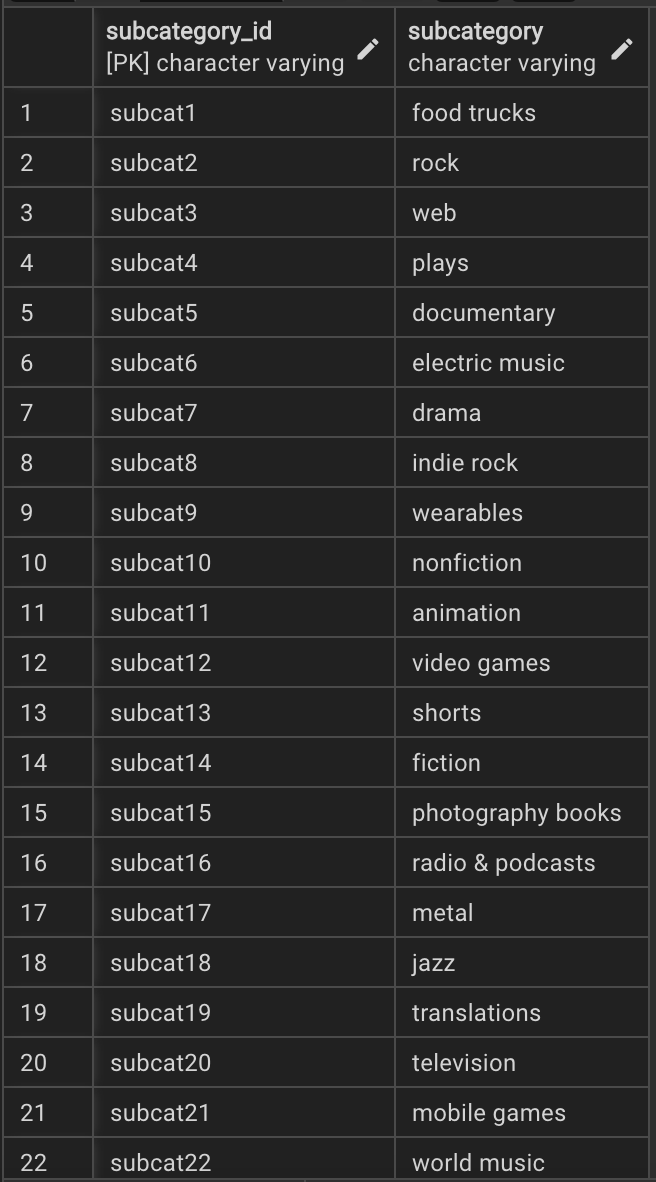 subcategory_id subcategory
[PK] character varying character varying
1 subcat1 food trucks
2 subcat2 rock
3 subcat3 web
4 subcat4 plays
5 subcat5 documentary
6 subcat6 electric music
7 subcat7 drama
8 subcat8 indie rock
9 subcat9 wearables
10 subcat10 nonfiction
11 subcat11 animation
12 subcat12 video games
13 subcat13 shorts
14 subcat14 fiction
15 subcat15 photography books
16 subcat16 radio & podcasts
17 subcat17 metal
18 subcat18 jazz
19 subcat19 translations
20 subcat20 television
21 subcat21 mobile games
22 subcat22 world music